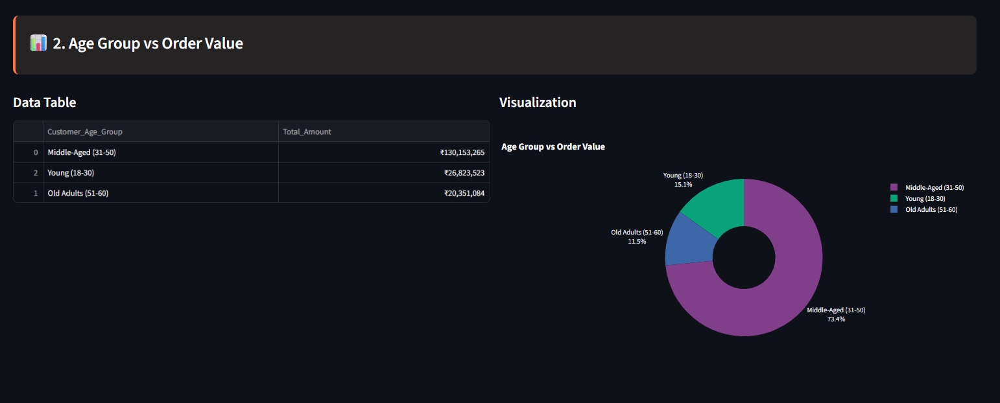 📊 2. Age Group vs Order Value
Data Table
Customer_Age_Group Total_Amount
0 Middle-Aged (31-50) ₹130,153,265
2 Young (18-30) ₹26,823,523
1 Old Adults (51-60) ₹20,351,084
Visualization
Age Group vs Order Value
Young (18-30)
15.1%
Old Adults (51-60)
11.5%
Middle-Aged (31-50)
73.4%
Middle-Aged (31-50)
Young (18-30)
Old Adults (51-60)